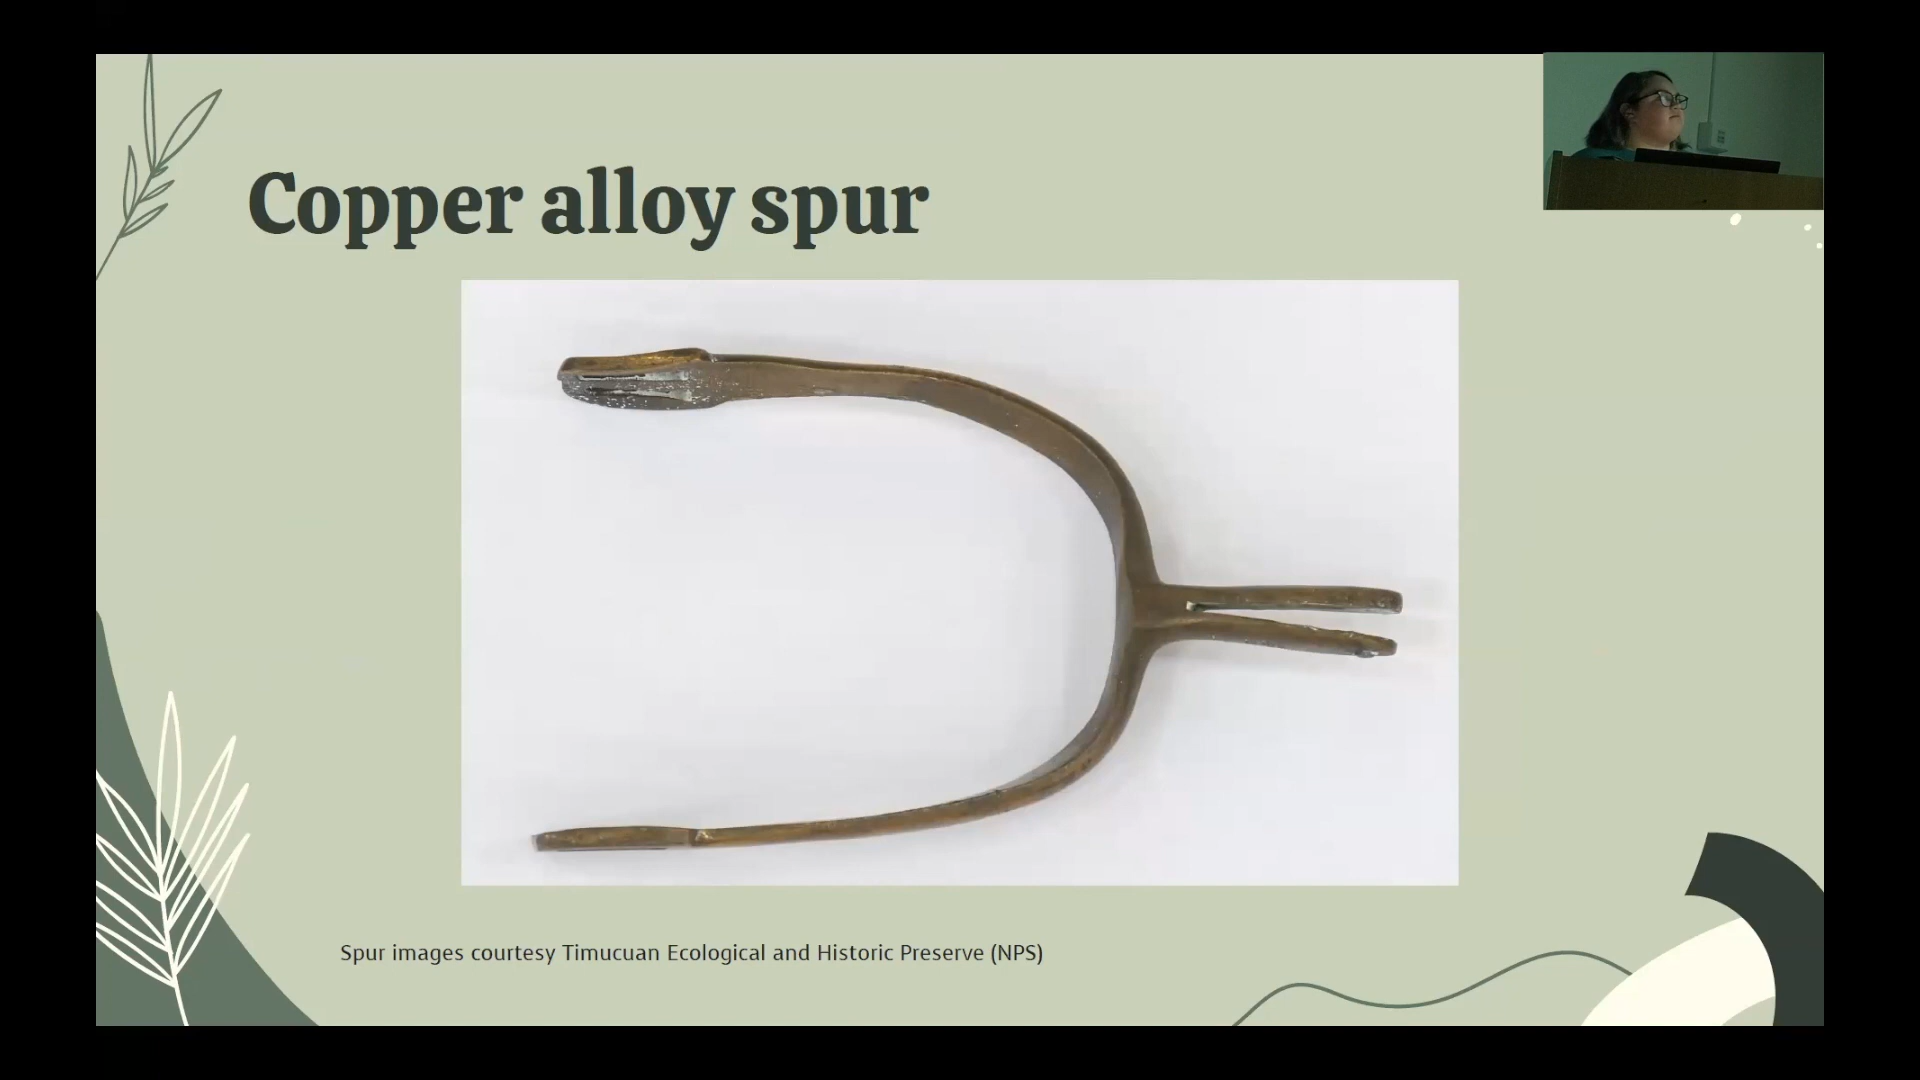 Copper alloy spur
Spur images courtesy Timucuan Ecological and Historic Preserve (NPS)